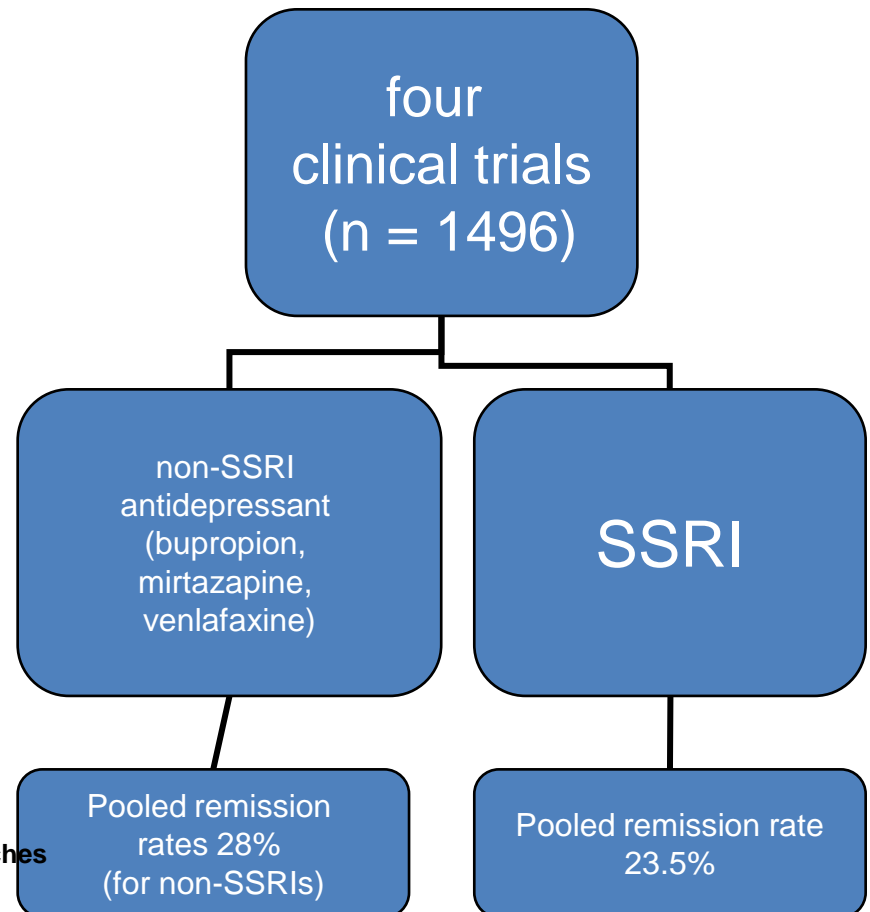 four
clinical trials
(n = 1496)
non-SSRI
antidepressant
(bupropion,
mirtazapine,
venlafaxine)
SSRI
Pooled remission
rates 28%
(for non-SSRIs)
Pooled remission rate
23.5%